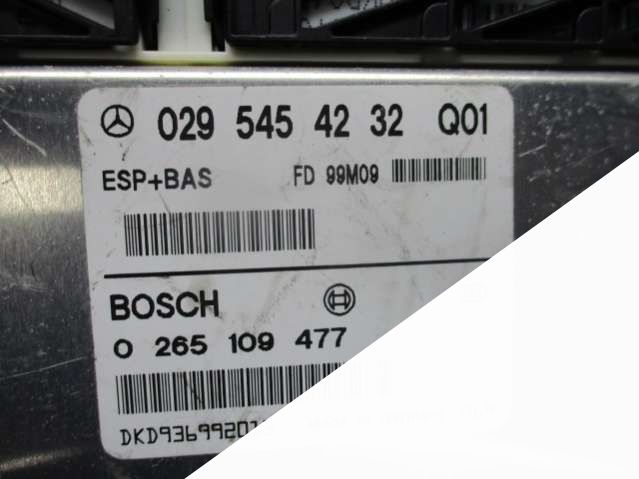 029 545 42 32 Q01
ESP+BAS FD 99M09
BOSCH
0 265 109 477